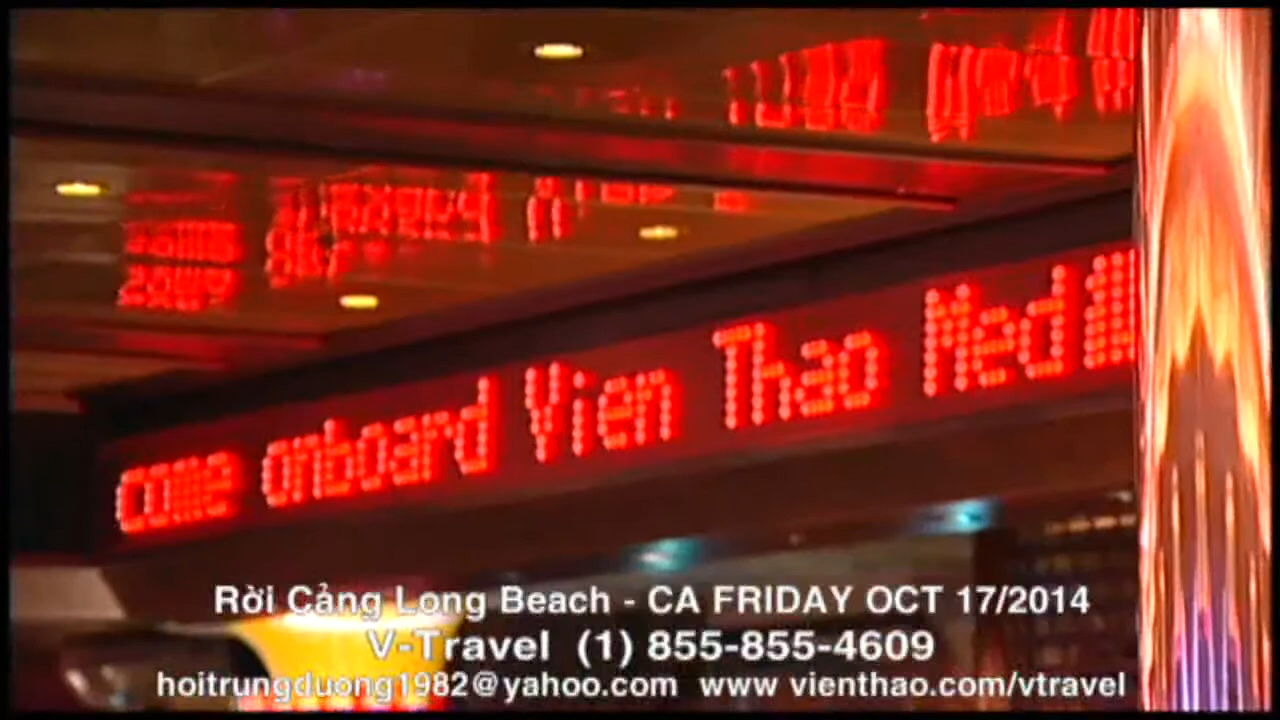 come onboard Vien Thao Med
Rời Cảng Long Beach - CA FRIDAY OCT 17/2014
V-Travel (1) 855-855-4609
hoitrungduong1982@yahoo.com www vienthao.com/vtravel